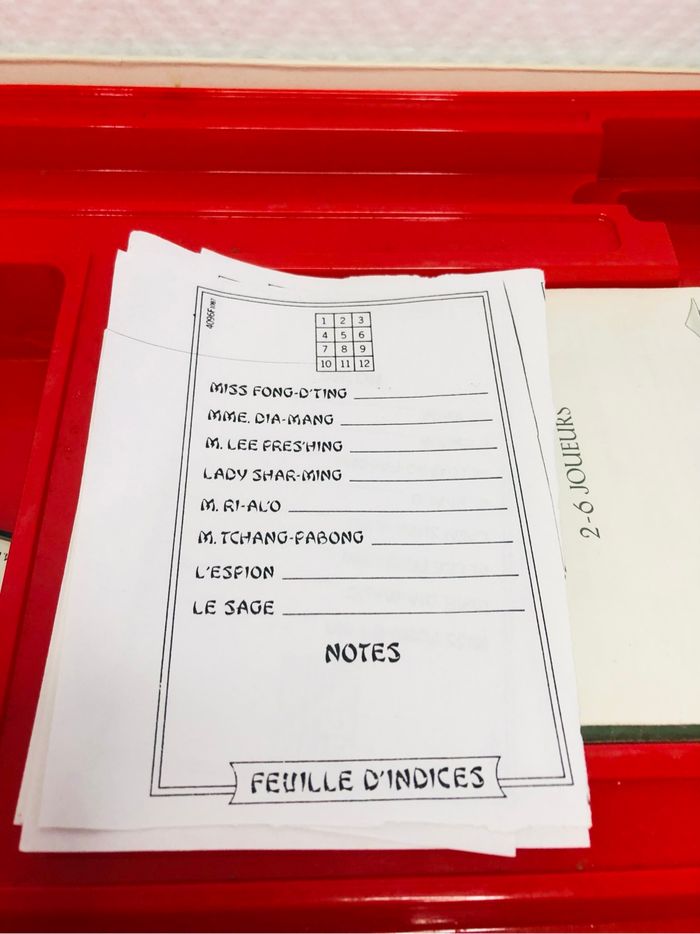 4096F
1 2 3
4 5 6
7 8 9
10 11 12
MISS FONG-D'TING
MME. DIA-MANG
M. LEE FRES'HING
LADY SHAR-MING
M. RI-AL'O
M. TCHANG-PABONG
L'ESPION
LE SAGE
NOTES
FEUILLE D'INDICES
2-6 JOUEURS